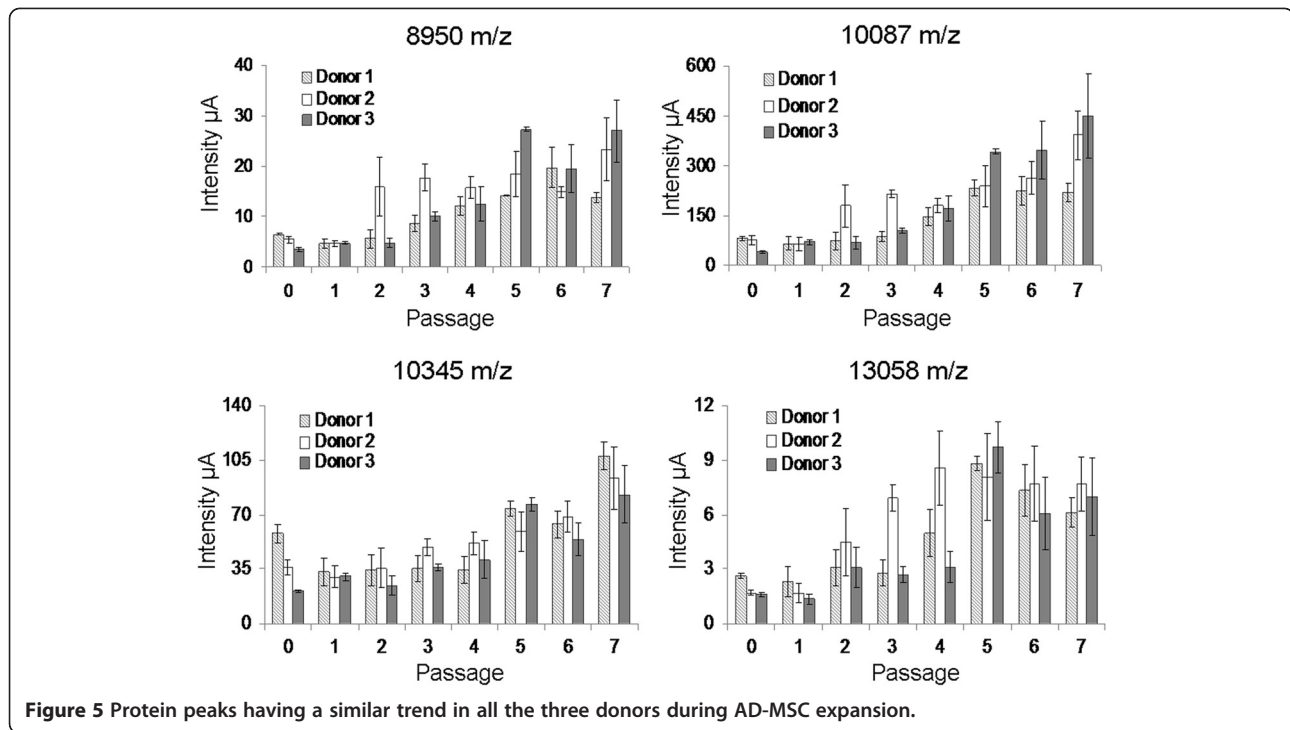 8950 m/z
40
30
20
10
0
Intensity µA
Donor 1
Donor 2
Donor 3
0 1 2 3 4 5 6 7
Passage
10087 m/z
600
450
300
150
0
Intensity µA
Donor 1
Donor 2
Donor 3
0 1 2 3 4 5 6 7
Passage
10345 m/z
140
105
70
35
0
Intensity µA
Donor 1
Donor 2
Donor 3
0 1 2 3 4 5 6 7
Passage
13058 m/z
12
9
6
3
0
Intensity µA
Donor 1
Donor 2
Donor 3
0 1 2 3 4 5 6 7
Passage
Figure 5 Protein peaks having a similar trend in all the three donors during AD-MSC expansion.